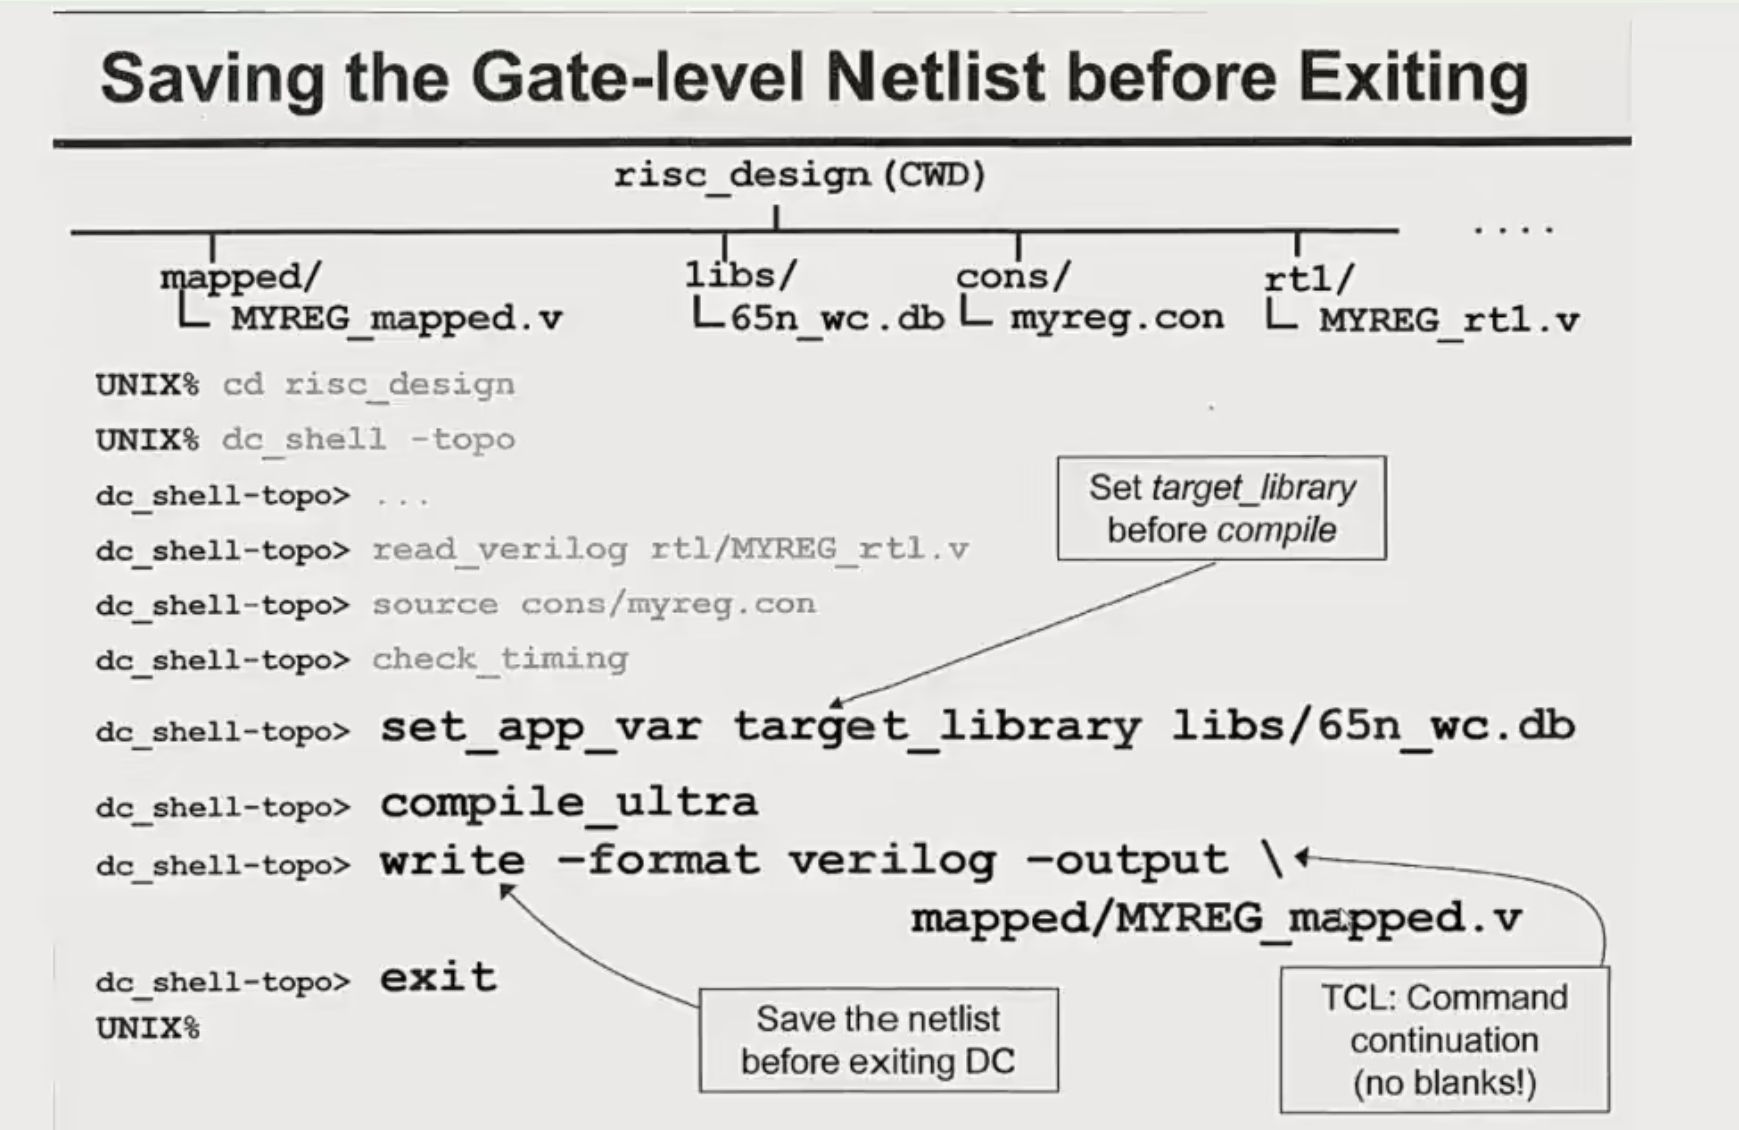 Saving the Gate-level Netlist before Exiting
risc_design (CWD)
....
mapped/
MYREG_mapped.v
libs/
65n_wc.db
cons/
myreg.con
rtl/
MYREG_rtl.v
UNIX% cd risc_design
UNIX% dc_shell -topo
dc_shell-topo> ...
dc_shell-topo> read_verilog rtl/MYREG_rtl.v
dc_shell-topo> source cons/myreg.con
dc_shell-topo> check_timing
Set target_library
before compile
dc_shell-topo> set_app_var target_library libs/65n_wc.db
dc_shell-topo> compile_ultra
dc_shell-topo> write -format verilog -output \
mapped/MYREG_mapped.v
dc_shell-topo> exit
UNIX%
Save the netlist
before exiting DC
TCL: Command
continuation
(no blanks!)